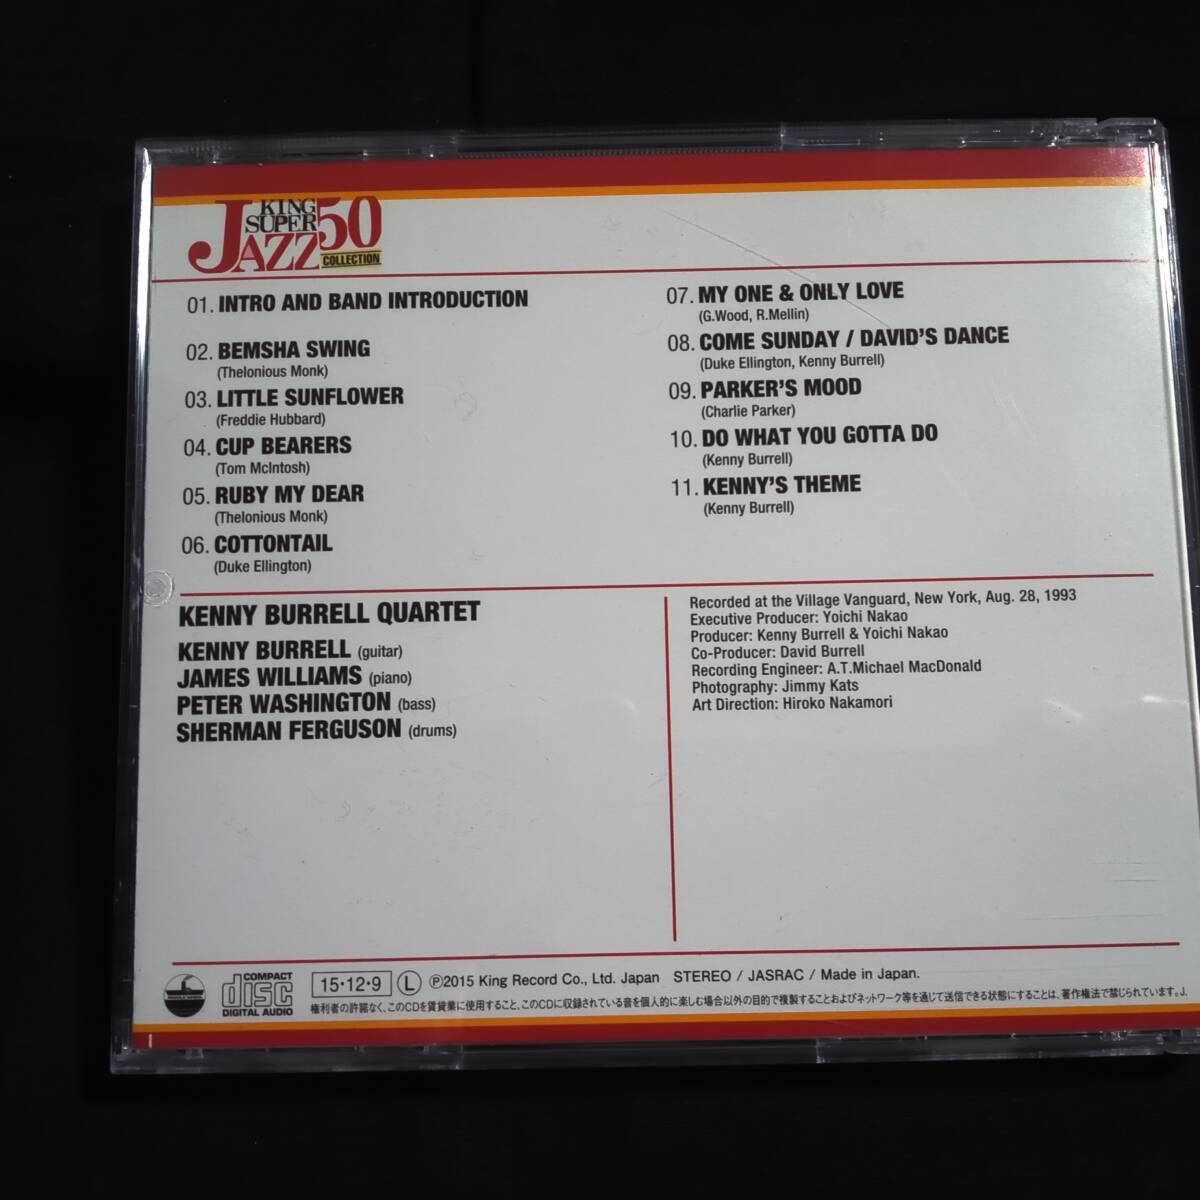 KING
SUPER
JAZZ 50
COLLECTION
01. INTRO AND BAND INTRODUCTION
02. BEMSHA SWING
(Thelonious Monk)
03. LITTLE SUNFLOWER
(Freddie Hubbard)
04. CUP BEARERS
(Tom McIntosh)
05. RUBY MY DEAR
(Thelonious Monk)
06. COTTONTAIL
(Duke Ellington)
07. MY ONE & ONLY LOVE
(G.Wood, R.Mellin)
08. COME SUNDAY / DAVID'S DANCE
(Duke Ellington, Kenny Burrell)
09. PARKER'S MOOD
(Charlie Parker)
10. DO WHAT YOU GOTTA DO
(Kenny Burrell)
11. KENNY'S THEME
(Kenny Burrell)
KENNY BURRELL QUARTET
KENNY BURRELL (guitar)
JAMES WILLIAMS (piano)
PETER WASHINGTON (bass)
SHERMAN FERGUSON (drums)
Recorded at the Village Vanguard, New York, Aug. 28, 1993
Executive Producer: Yoichi Nakao
Producer: Kenny Burrell & Yoichi Nakao
Co-Producer: David Burrell
Recording Engineer: A.T.Michael MacDonald
Photography: Jimmy Kats
Art Direction: Hiroko Nakamori
COMPACT
disc
DIGITAL AUDIO
15·12·9 Ⓛ ℗2015 King Record Co., Ltd. Japan STEREO / JASRAC / Made in Japan.
権利者の許諾なく、このCDを賃貸業に使用すること、このCDに収録されている音を個人的に楽しむ場合以外の目的で複製することおよびネットワーク等を通じて送信できる状態にすることは、著作権法で禁じられています。J.